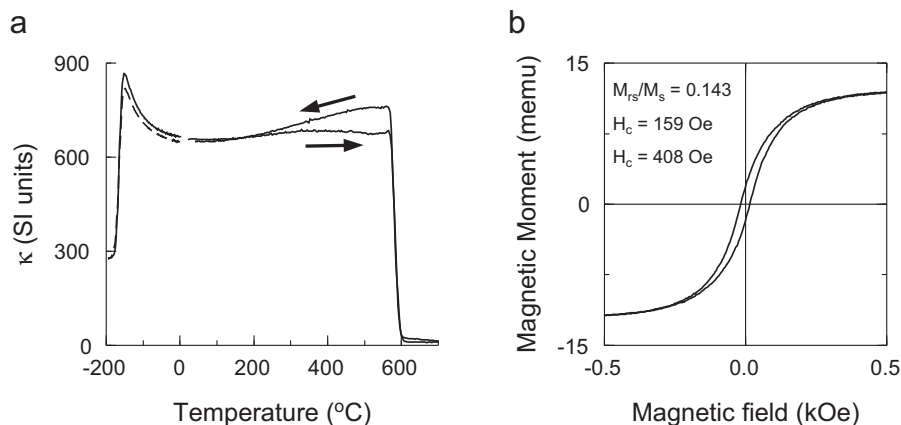 a
900
600
300
0
-200
0
200
400
600
κ (SI units)
Temperature (°C)
b
15
0
-15
-0.5
0.0
0.5
Mrs/Ms = 0.143
Hc = 159 Oe
Hc = 408 Oe
Magnetic Moment (memu)
Magnetic field (kOe)